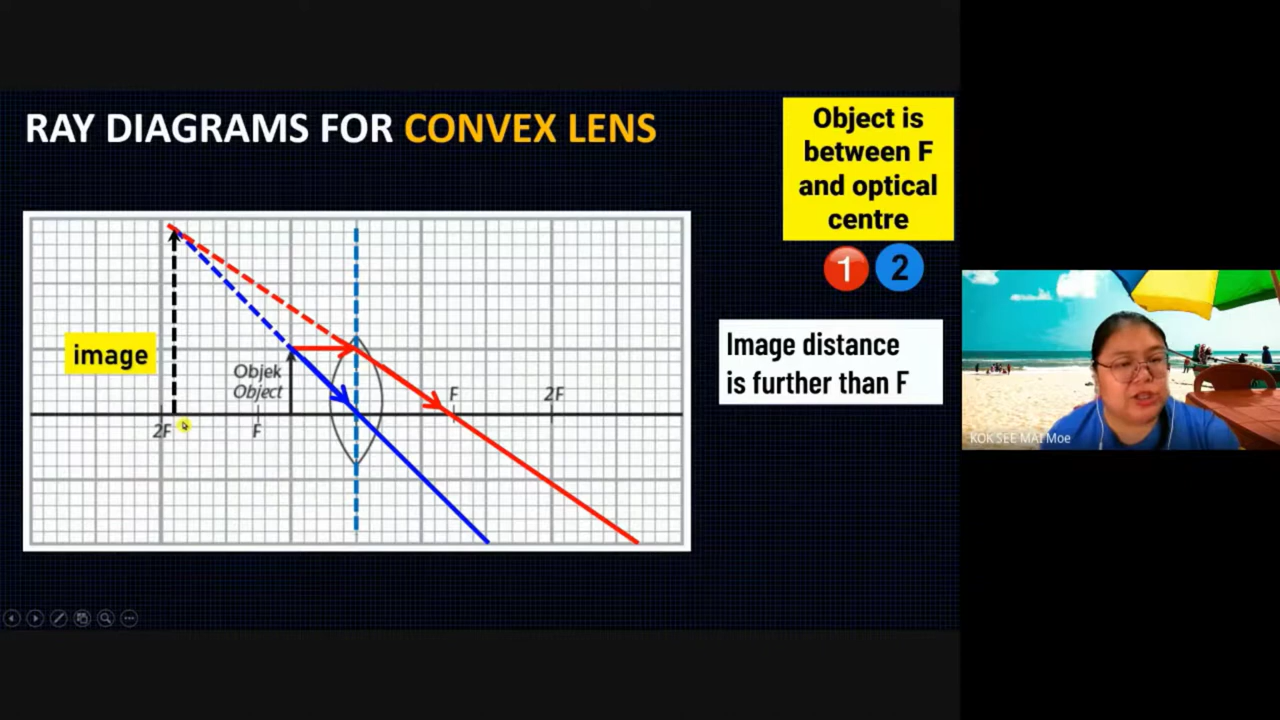 RAY DIAGRAMS FOR CONVEX LENS
Object is
between F
and optical
centre
1 2
Image distance
is further than F
image
Objek
Object
F 2F
2F F
KOK SEE MAI Moe